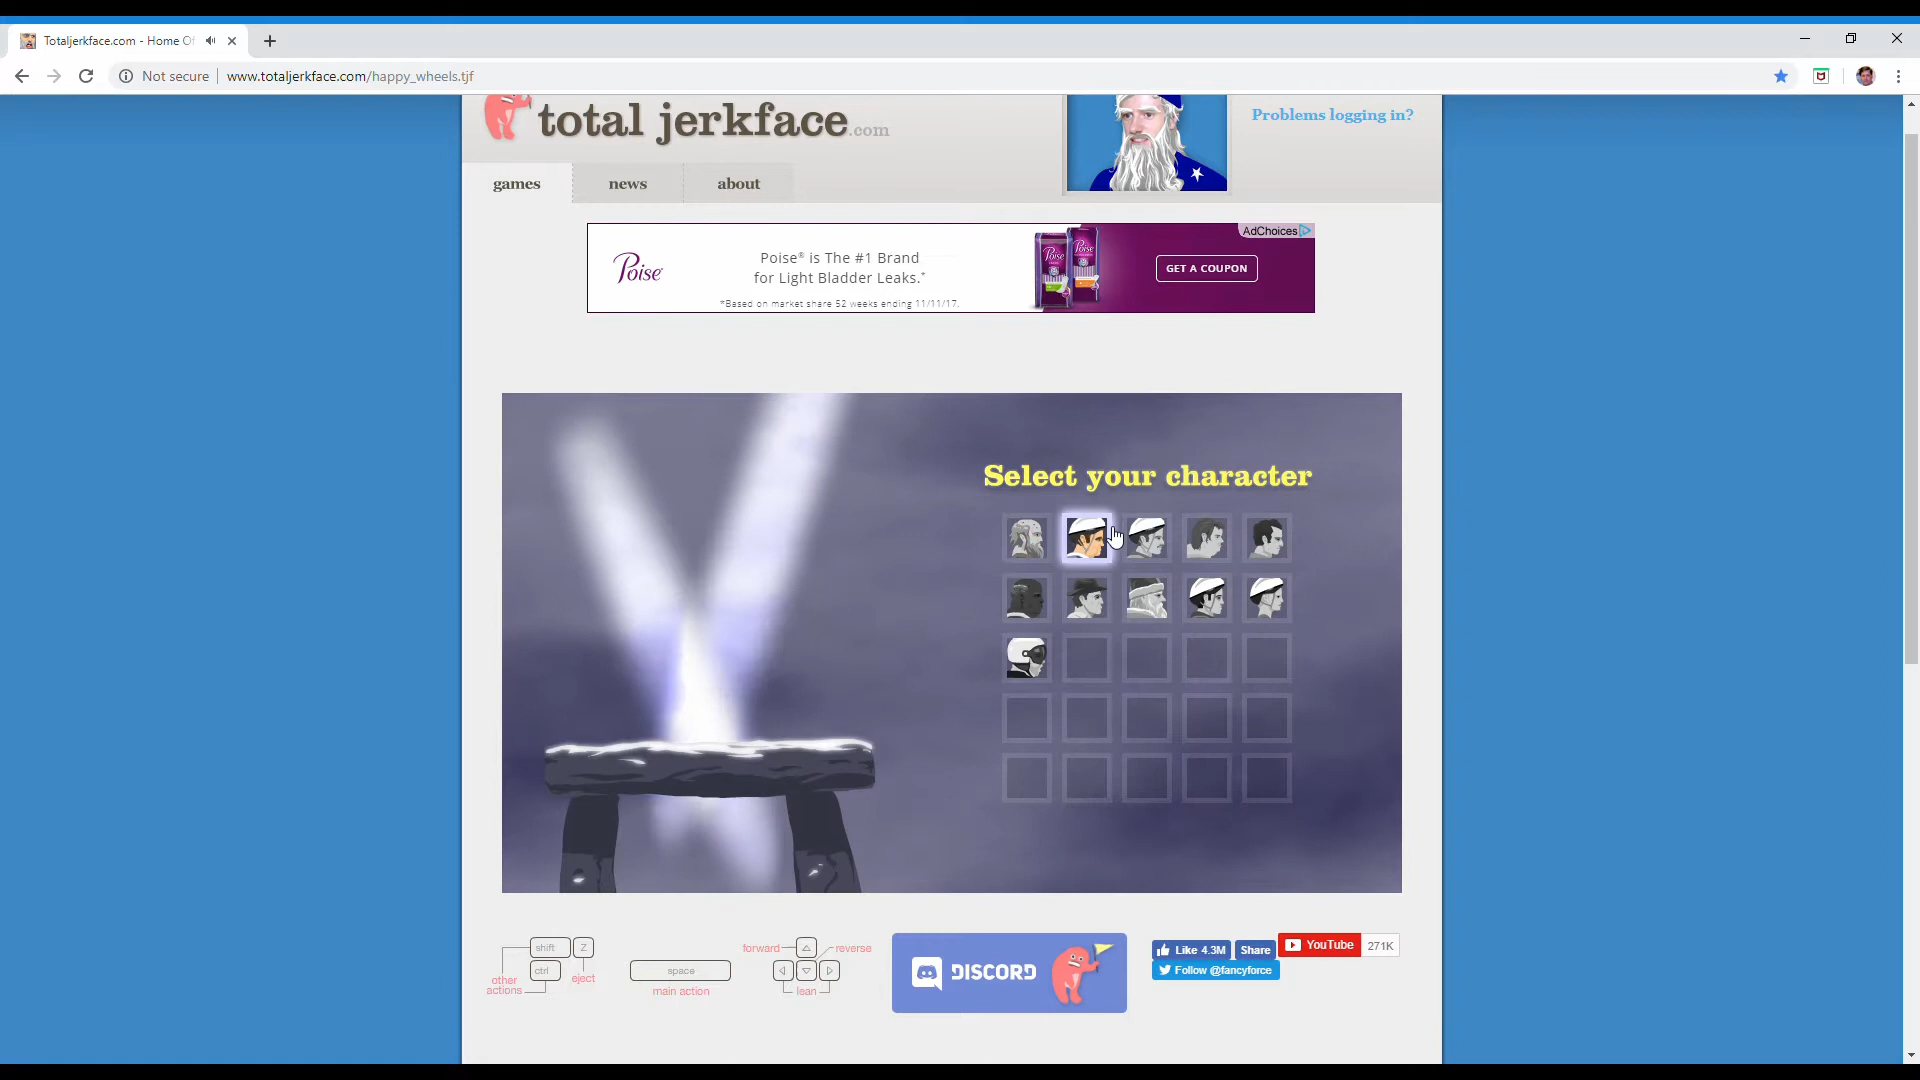 Totaljerkface.com - Home Of
Not secure
www.totaljerkface.com/happy_wheels.tjf
total jerkface.com
Problems logging in?
games
news
about
AdChoices
Poise
Poise® is The #1 Brand
for Light Bladder Leaks.*
*Based on market share 52 weeks ending 11/11/17.
GET A COUPON
Select your character
shift
Z
ctrl
other
actions
eject
space
main action
forward
reverse
lean
DISCORD
Like 4.3M
Share
YouTube
271K
Follow @fancyforce